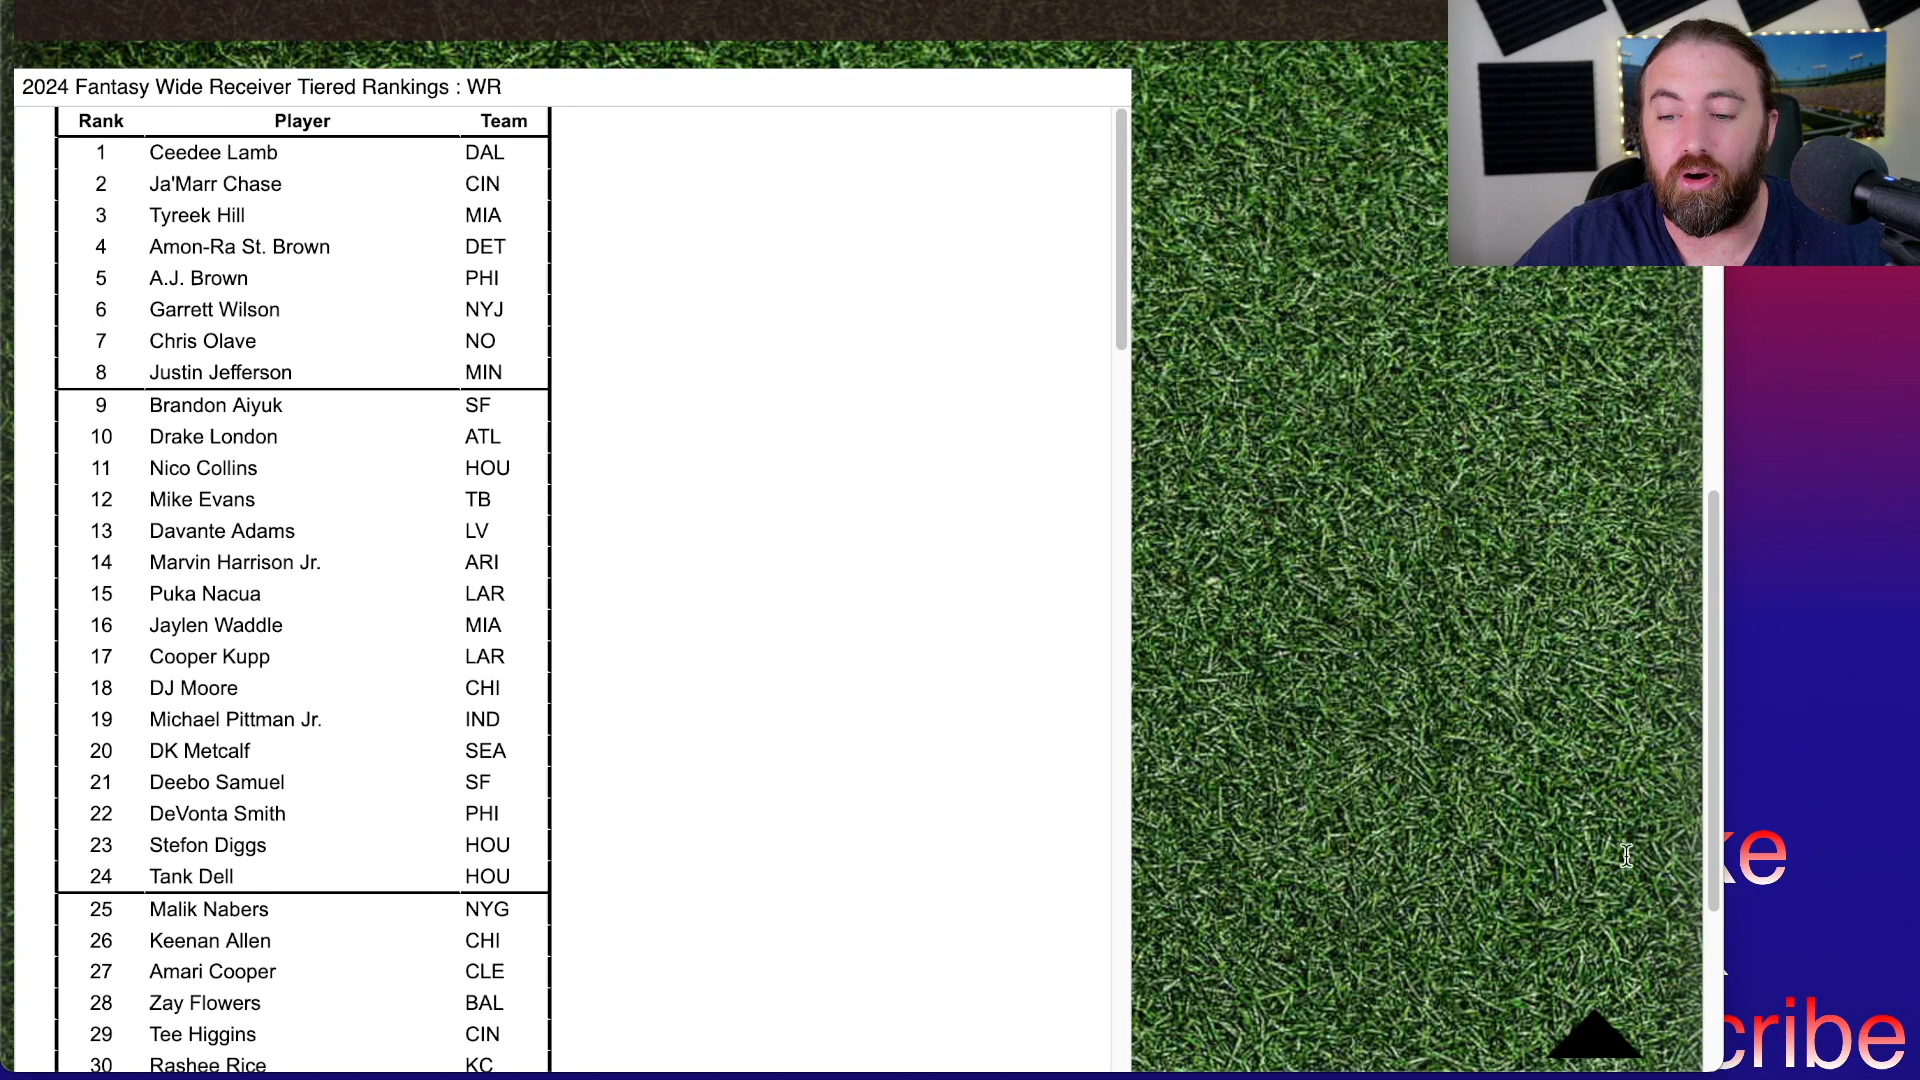 2024 Fantasy Wide Receiver Tiered Rankings : WR
Rank Player Team
1 Ceedee Lamb DAL
2 Ja'Marr Chase CIN
3 Tyreek Hill MIA
4 Amon-Ra St. Brown DET
5 A.J. Brown PHI
6 Garrett Wilson NYJ
7 Chris Olave NO
8 Justin Jefferson MIN
9 Brandon Aiyuk SF
10 Drake London ATL
11 Nico Collins HOU
12 Mike Evans TB
13 Davante Adams LV
14 Marvin Harrison Jr. ARI
15 Puka Nacua LAR
16 Jaylen Waddle MIA
17 Cooper Kupp LAR
18 DJ Moore CHI
19 Michael Pittman Jr. IND
20 DK Metcalf SEA
21 Deebo Samuel SF
22 DeVonta Smith PHI
23 Stefon Diggs HOU
24 Tank Dell HOU
25 Malik Nabers NYG
26 Keenan Allen CHI
27 Amari Cooper CLE
28 Zay Flowers BAL
29 Tee Higgins CIN
30 Rashee Rice KC
ke
cribe